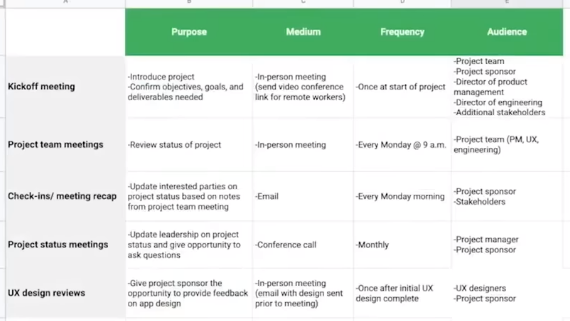 A B C D E
Purpose Medium Frequency Audience
Kickoff meeting
-Introduce project
-Confirm objectives, goals, and
deliverables needed
-In-person meeting
(send video conference
link for remote workers)
-Once at start of project
-Project team
-Project sponsor
-Director of product
management
-Director of engineering
-Additional stakeholders
Project team meetings
-Review status of project
-In-person meeting
-Every Monday @ 9 a.m.
-Project team (PM, UX,
engineering)
Check-ins/ meeting recap
-Update interested parties on
project status based on notes
from project team meeting
-Email
-Every Monday morning
-Project sponsor
-Stakeholders
Project status meetings
-Update leadership on project
status and give opportunity to
ask questions
-Conference call
-Monthly
-Project manager
-Project sponsor
UX design reviews
-Give project sponsor the
opportunity to provide feedback
on app design
-In-person meeting
(email with design sent
prior to meeting)
-Once after initial UX
design complete
-UX designers
-Project sponsor